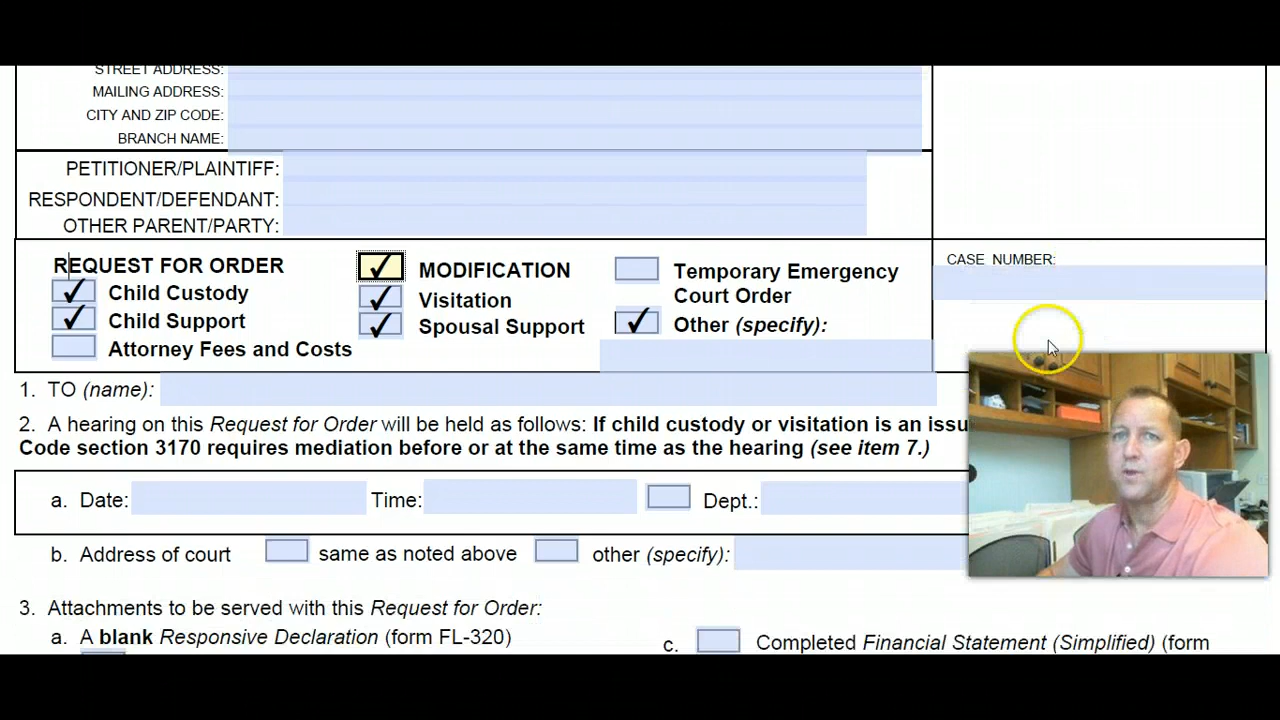 STREET ADDRESS:
MAILING ADDRESS:
CITY AND ZIP CODE:
BRANCH NAME:
PETITIONER/PLAINTIFF:
RESPONDENT/DEFENDANT:
OTHER PARENT/PARTY:
REQUEST FOR ORDER
MODIFICATION
Temporary Emergency
Court Order
CASE NUMBER:
Child Custody
Visitation
Child Support
Spousal Support
Other (specify):
Attorney Fees and Costs
1. TO (name):
2. A hearing on this Request for Order will be held as follows: If child custody or visitation is an issu
Code section 3170 requires mediation before or at the same time as the hearing (see item 7.)
a. Date: Time: Dept.:
b. Address of court same as noted above other (specify):
3. Attachments to be served with this Request for Order:
a. A blank Responsive Declaration (form FL-320)
c. Completed Financial Statement (Simplified) (form